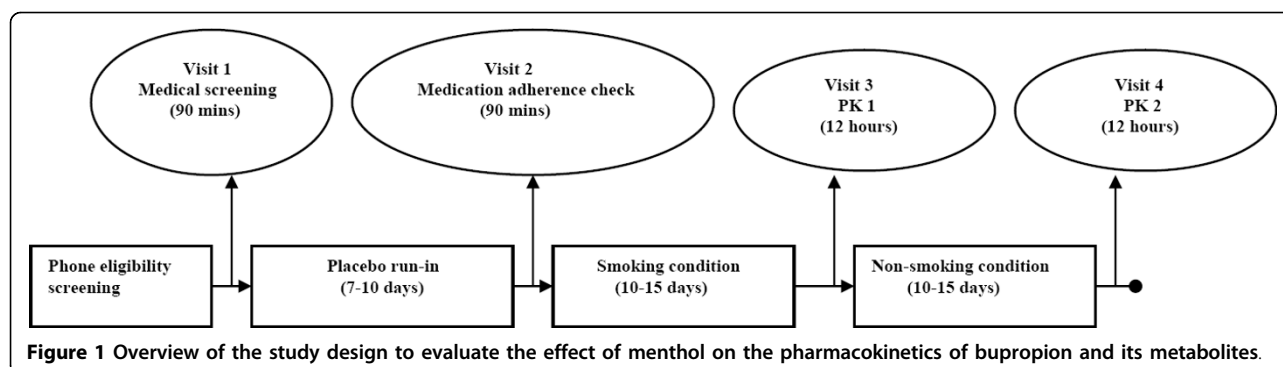 Visit 1
Medical screening
(90 mins)
Visit 2
Medication adherence check
(90 mins)
Visit 3
PK 1
(12 hours)
Visit 4
PK 2
(12 hours)
Phone eligibility
screening
Placebo run-in
(7-10 days)
Smoking condition
(10-15 days)
Non-smoking condition
(10-15 days)
Figure 1 Overview of the study design to evaluate the effect of menthol on the pharmacokinetics of bupropion and its metabolites.